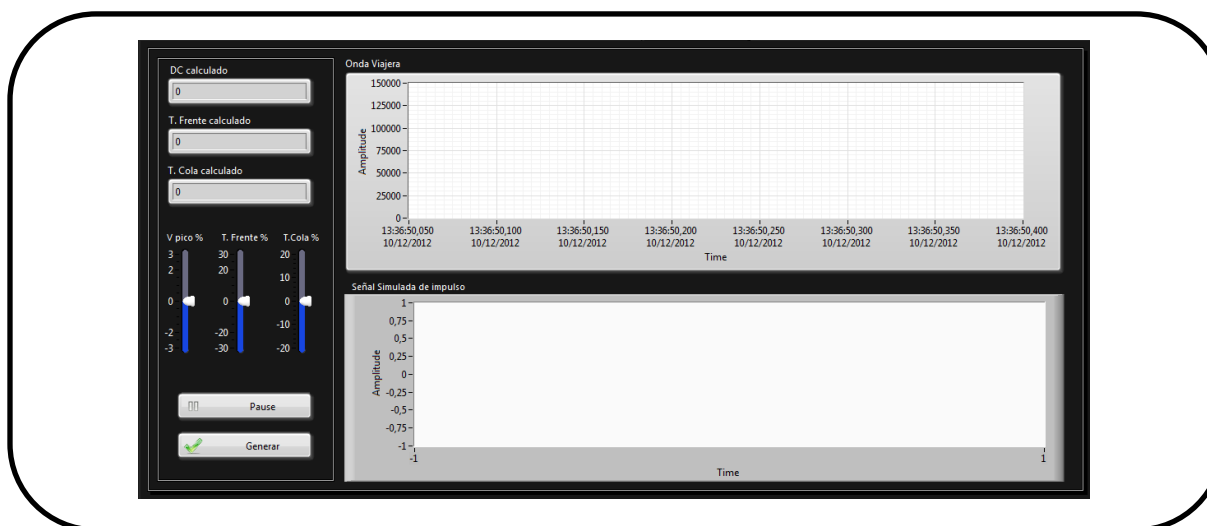 DC calculado
0
T. Frente calculado
0
T. Cola calculado
0
V pico % T. Frente % T.Cola %
3 30 20
2 20
10
0 0 0
-10
-2 -20
-3 -30 -20
Pause
Generar
Onda Viajera
150000
125000
100000
75000
50000
25000
0
Amplitude
13:36:50,050 13:36:50,100 13:36:50,150 13:36:50,200 13:36:50,250 13:36:50,300 13:36:50,350 13:36:50,400
10/12/2012 10/12/2012 10/12/2012 10/12/2012 10/12/2012 10/12/2012 10/12/2012 10/12/2012
Time
Señal Simulada de impulso
1
0,75
0,5
0,25
0
-0,25
-0,5
-0,75
-1
Amplitude
-1 1
Time